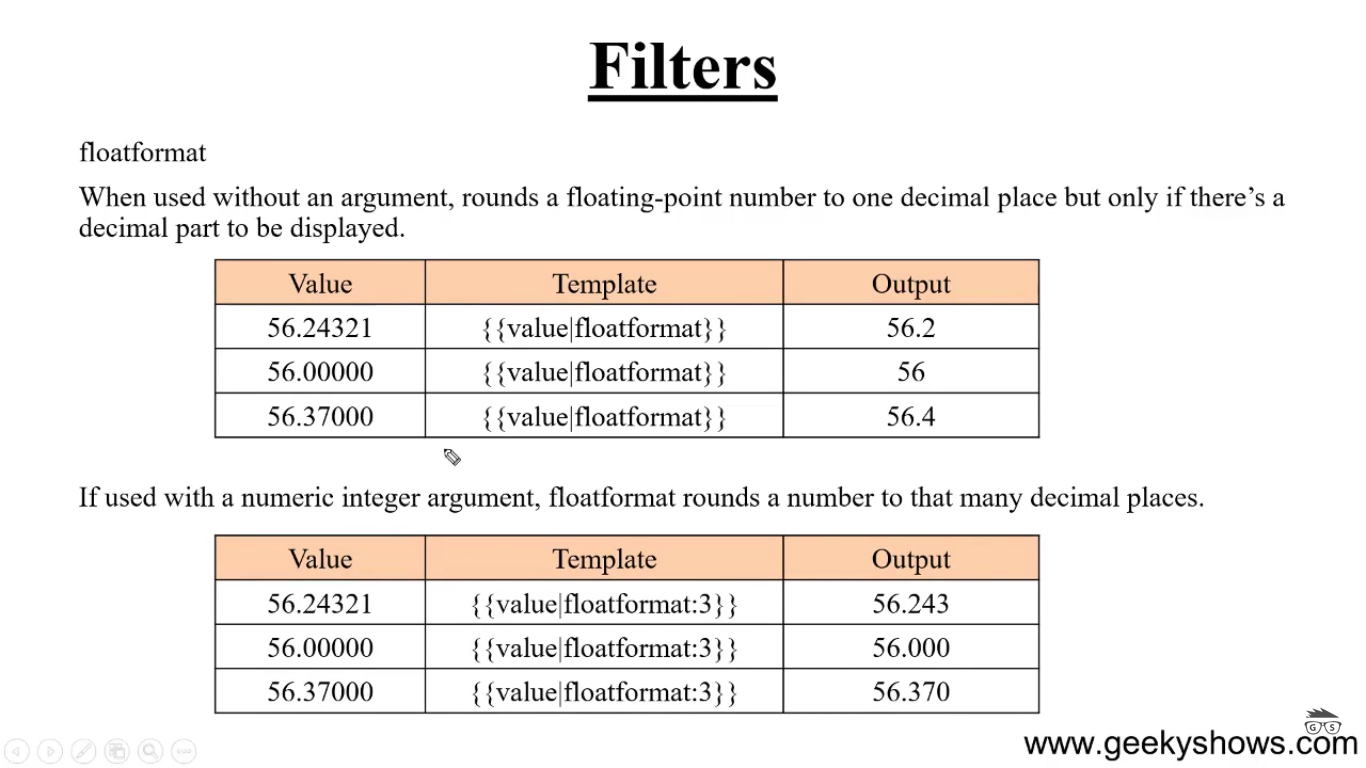 Filters
floatformat
When used without an argument, rounds a floating-point number to one decimal place but only if there’s a
decimal part to be displayed.
Value Template Output
56.24321 {{value|floatformat}} 56.2
56.00000 {{value|floatformat}} 56
56.37000 {{value|floatformat}} 56.4
If used with a numeric integer argument, floatformat rounds a number to that many decimal places.
Value Template Output
56.24321 {{value|floatformat:3}} 56.243
56.00000 {{value|floatformat:3}} 56.000
56.37000 {{value|floatformat:3}} 56.370
G S
www.geekyshows.com